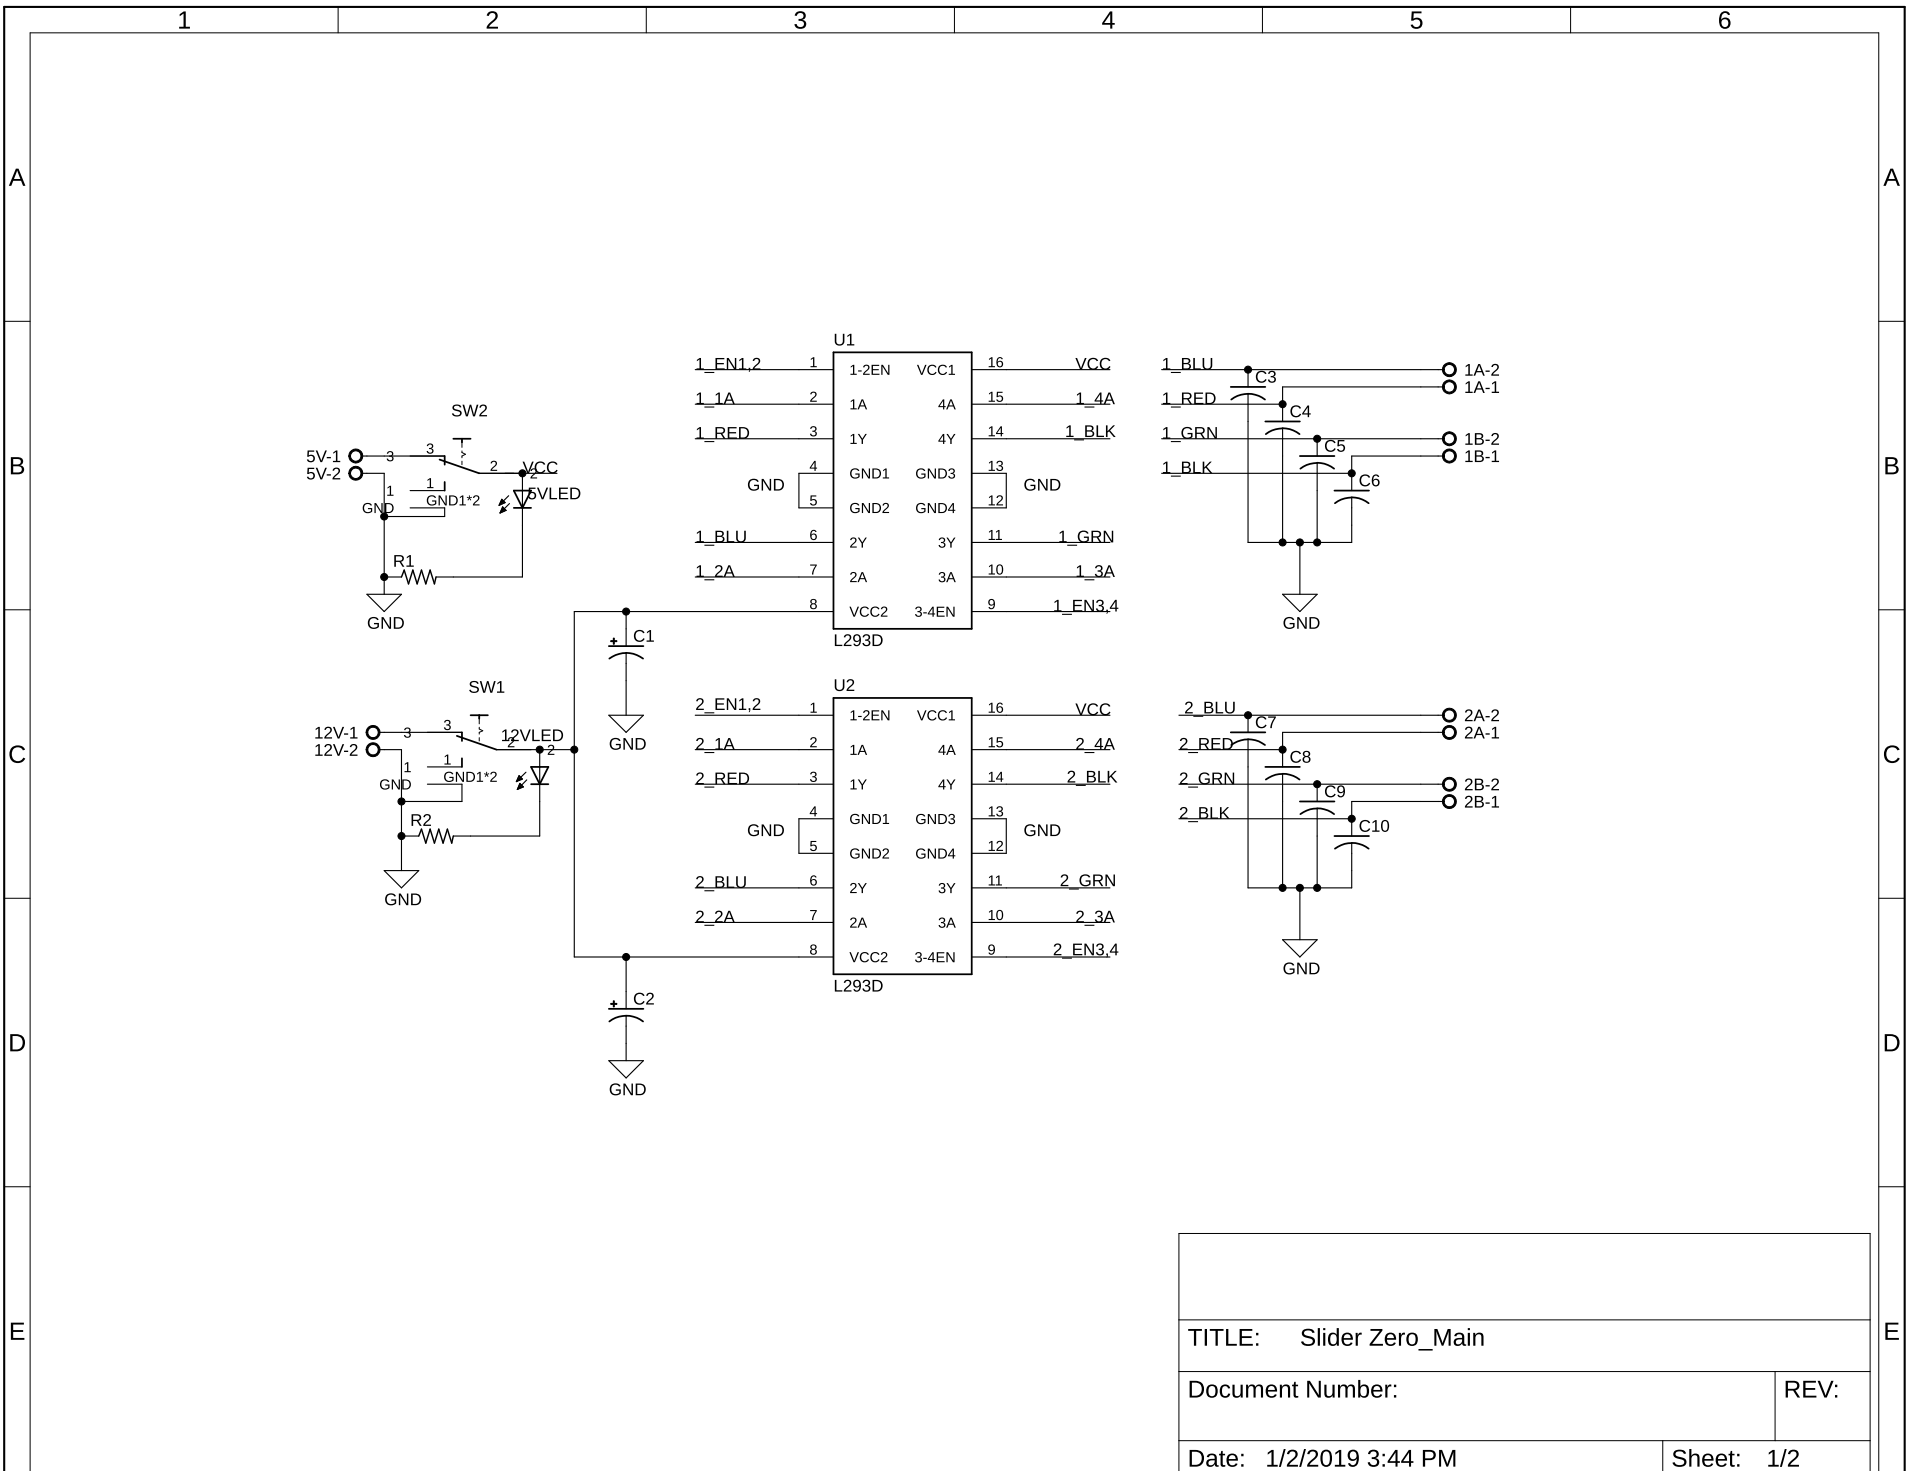 1 2 3 4 5 6
A A
B B
C C
D D
E E
SW2
5V-1
5V-2
3
3
2
VCC
2
5VLED
1
1
GND
GND1*2
R1
GND
SW1
12V-1
12V-2
3
3
2
12VLED
2
1
1
GND
GND1*2
R2
GND
C1
GND
C2
GND
U1
1_EN1,2 1 1-2EN VCC1 16 VCC
1_1A 2 1A 4A 15 1_4A
1_RED 3 1Y 4Y 14 1_BLK
4 GND1 GND3 13
GND GND
5 GND2 GND4 12
1_BLU 6 2Y 3Y 11 1_GRN
1_2A 7 2A 3A 10 1_3A
8 VCC2 3-4EN 9 1_EN3,4
L293D
U2
2_EN1,2 1 1-2EN VCC1 16 VCC
2_1A 2 1A 4A 15 2_4A
2_RED 3 1Y 4Y 14 2_BLK
4 GND1 GND3 13
GND GND
5 GND2 GND4 12
2_BLU 6 2Y 3Y 11 2_GRN
2_2A 7 2A 3A 10 2_3A
8 VCC2 3-4EN 9 2_EN3,4
L293D
1_BLU 1A-2
C3 1A-1
1_RED C4
1_GRN 1B-2
C5 1B-1
1_BLK C6
GND
2_BLU 2A-2
C7 2A-1
2_RED C8
2_GRN 2B-2
C9 2B-1
2_BLK C10
GND
TITLE: Slider Zero_Main
Document Number: REV:
Date: 1/2/2019 3:44 PM Sheet: 1/2